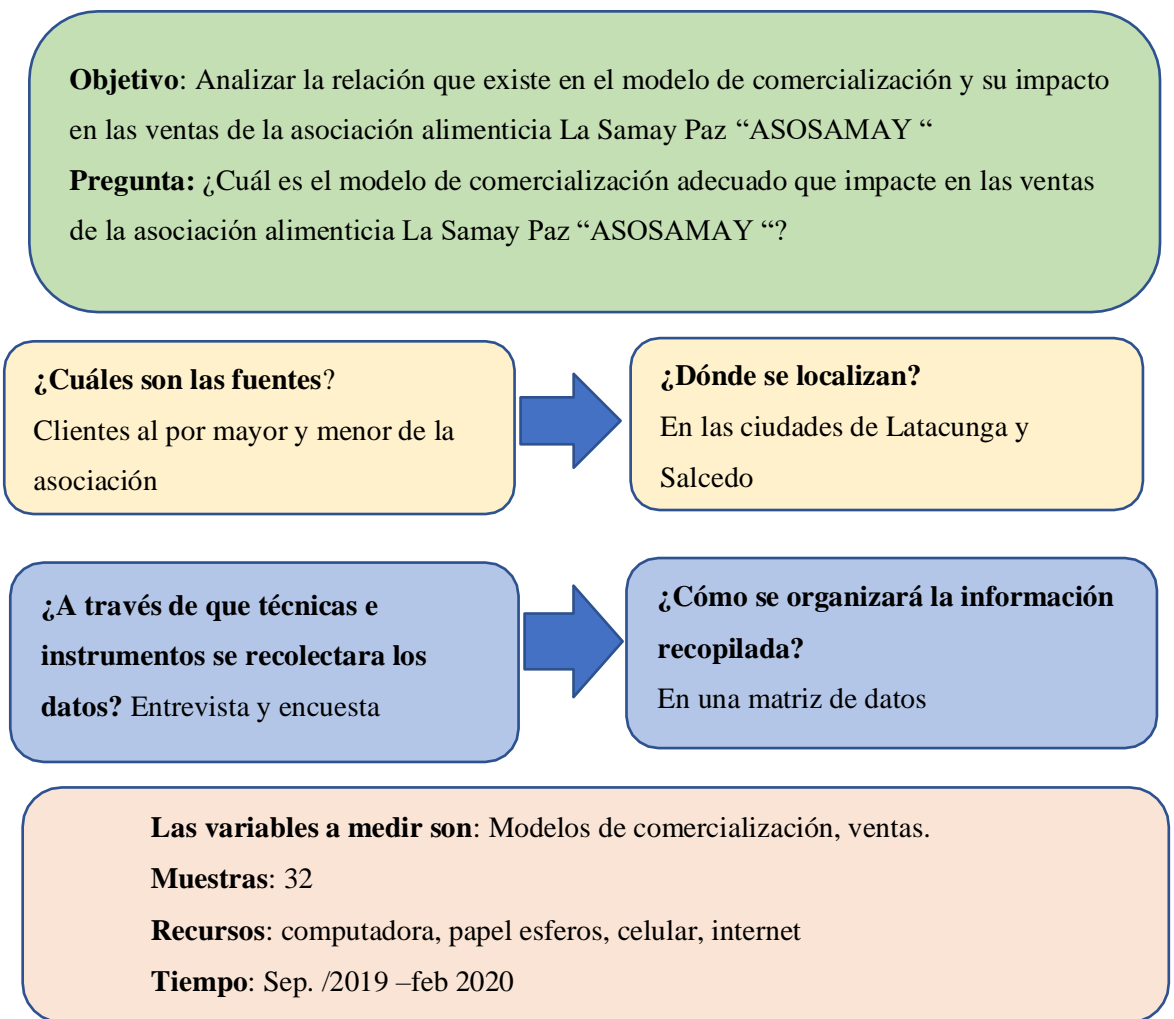 Objetivo: Analizar la relación que existe en el modelo de comercialización y su impacto
en las ventas de la asociación alimenticia La Samay Paz “ASOSAMAY “
Pregunta: ¿Cuál es el modelo de comercialización adecuado que impacte en las ventas
de la asociación alimenticia La Samay Paz “ASOSAMAY “?
¿Cuáles son las fuentes?
Clientes al por mayor y menor de la
asociación
¿Dónde se localizan?
En las ciudades de Latacunga y
Salcedo
¿A través de que técnicas e
instrumentos se recolectara los
datos? Entrevista y encuesta
¿Cómo se organizará la información
recopilada?
En una matriz de datos
Las variables a medir son: Modelos de comercialización, ventas.
Muestras: 32
Recursos: computadora, papel esferos, celular, internet
Tiempo: Sep. /2019 –feb 2020